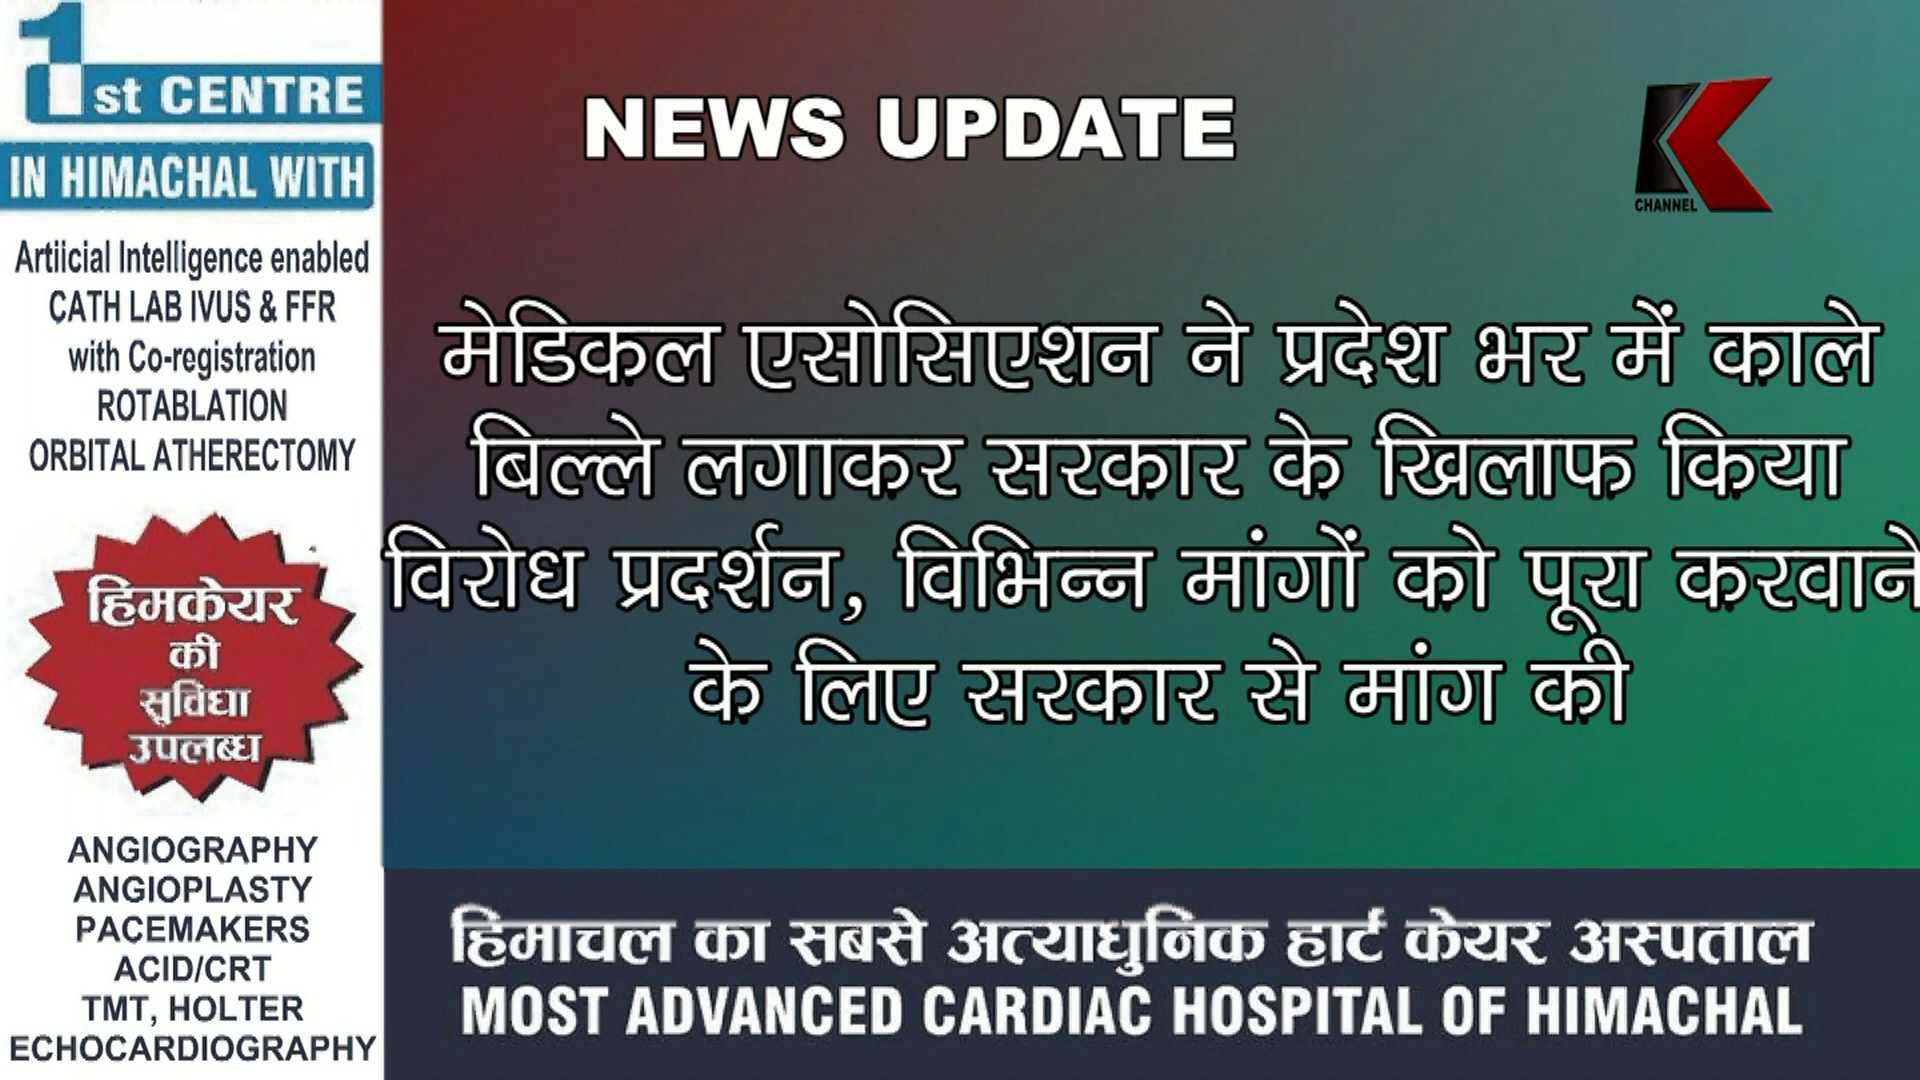 1st CENTRE
IN HIMACHAL WITH
Artiicial Intelligence enabled
CATH LAB IVUS & FFR
with Co-registration
ROTABLATION
ORBITAL ATHERECTOMY
हिमकेयर
की
सुविधा
उपलब्ध
ANGIOGRAPHY
ANGIOPLASTY
PACEMAKERS
ACID/CRT
TMT, HOLTER
ECHOCARDIOGRAPHY
NEWS UPDATE
K
CHANNEL
मेडिकल एसोसिएशन ने प्रदेश भर में काले
बिल्ले लगाकर सरकार के खिलाफ किया
विरोध प्रदर्शन, विभिन्न मांगों को पूरा करवाने
के लिए सरकार से मांग की
हिमाचल का सबसे अत्याधुनिक हार्ट केयर अस्पताल
MOST ADVANCED CARDIAC HOSPITAL OF HIMACHAL